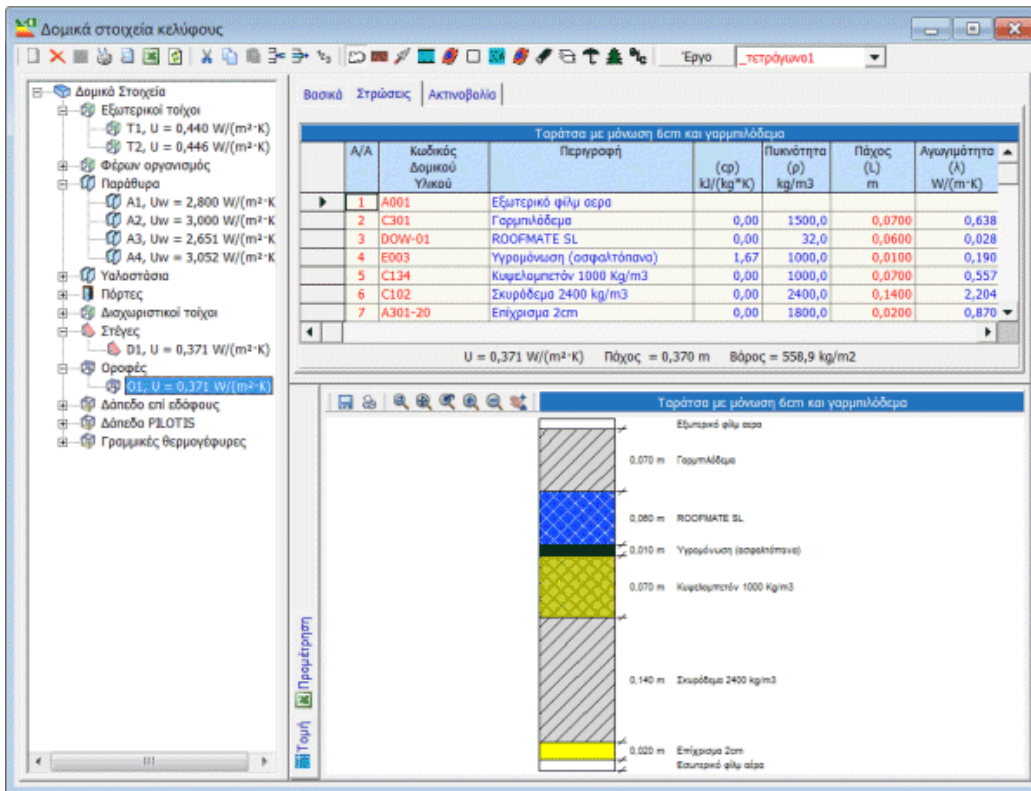 Δομικά στοιχεία κελύφους
Έργο _τετράγωνο1
Δομικά Στοιχεία
Εξωτερικοί τοίχοι
T1, U = 0,440 W/(m²·K)
T2, U = 0,446 W/(m²·K)
Φέρων οργανισμός
Παράθυρα
A1, Uw = 2,800 W/(m²·K
A2, Uw = 3,000 W/(m²·K
A3, Uw = 2,651 W/(m²·K
A4, Uw = 3,052 W/(m²·K
Υαλοστάσια
Πόρτες
Διαχωριστικοί τοίχοι
Στέγες
D1, U = 0,371 W/(m²·K)
Οροφές
O1, U = 0,371 W/(m²·K)
Δάπεδο επί εδάφους
Δάπεδα PILOTIS
Γραμμικές θερμογέφυρες
Βασικά Στρώσεις Ακτινοβολία
Ταράτσα με μόνωση 6cm και γαρμπιλόδεμα
Α/Α Κωδικός Δομικού Υλικού Περιγραφή (cp) kJ/(kg*K) Πυκνότητα (ρ) kg/m3 Πάχος (L) m Αγωγιμότητα (λ) W/(m·K)
1 A001 Εξωτερικό φίλμ αερα
2 C301 Γαρμπιλόδεμα 0,00 1500,0 0,0700 0,638
3 DOW-01 ROOFMATE SL 0,00 32,0 0,0600 0,028
4 E003 Υγρομόνωση (ασφαλτόπανα) 1,67 1000,0 0,0100 0,190
5 C134 Κυψελομπετόν 1000 Kg/m3 0,00 1000,0 0,0700 0,557
6 C102 Σκυρόδεμα 2400 kg/m3 0,00 2400,0 0,1400 2,204
7 A301-20 Επίχρισμα 2cm 0,00 1800,0 0,0200 0,870
U = 0,371 W/(m²·K) Πάχος = 0,370 m Βάρος = 558,9 kg/m2
Τομή Προμέτρηση
Ταράτσα με μόνωση 6cm και γαρμπιλόδεμα
Εξωτερικό φίλμ αερα
0,070 m Γαρμπιλόδεμα
0,060 m ROOFMATE SL
0,010 m Υγρομόνωση (ασφαλτόπανα)
0,070 m Κυψελομπετόν 1000 Kg/m3
0,140 m Σκυρόδεμα 2400 kg/m3
0,020 m Επίχρισμα 2cm
Εσωτερικό φίλμ αέρα